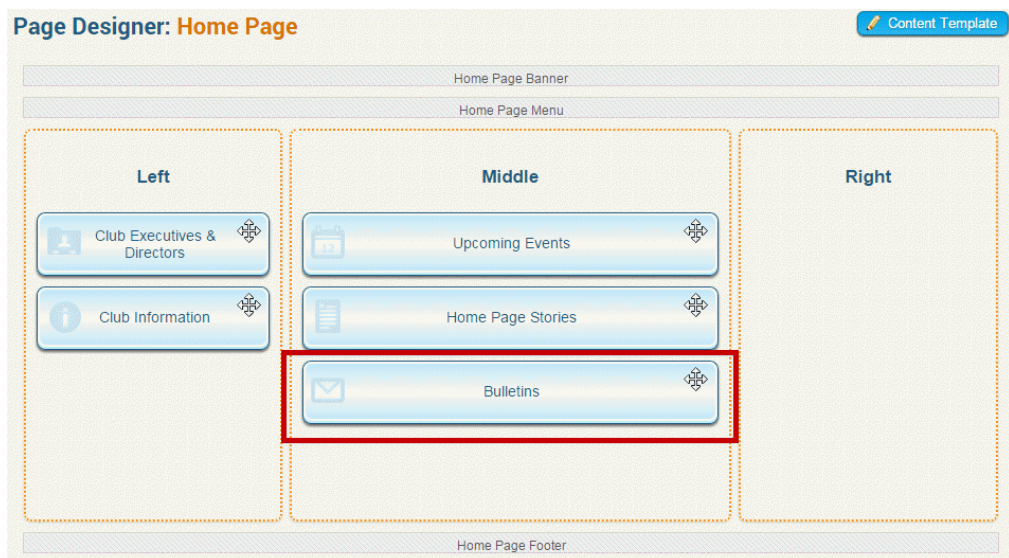 Page Designer: Home Page
Content Template
Home Page Banner
Home Page Menu
Left
Middle
Right
Club Executives &
Directors
Upcoming Events
12
Club Information
Home Page Stories
Bulletins
Home Page Footer